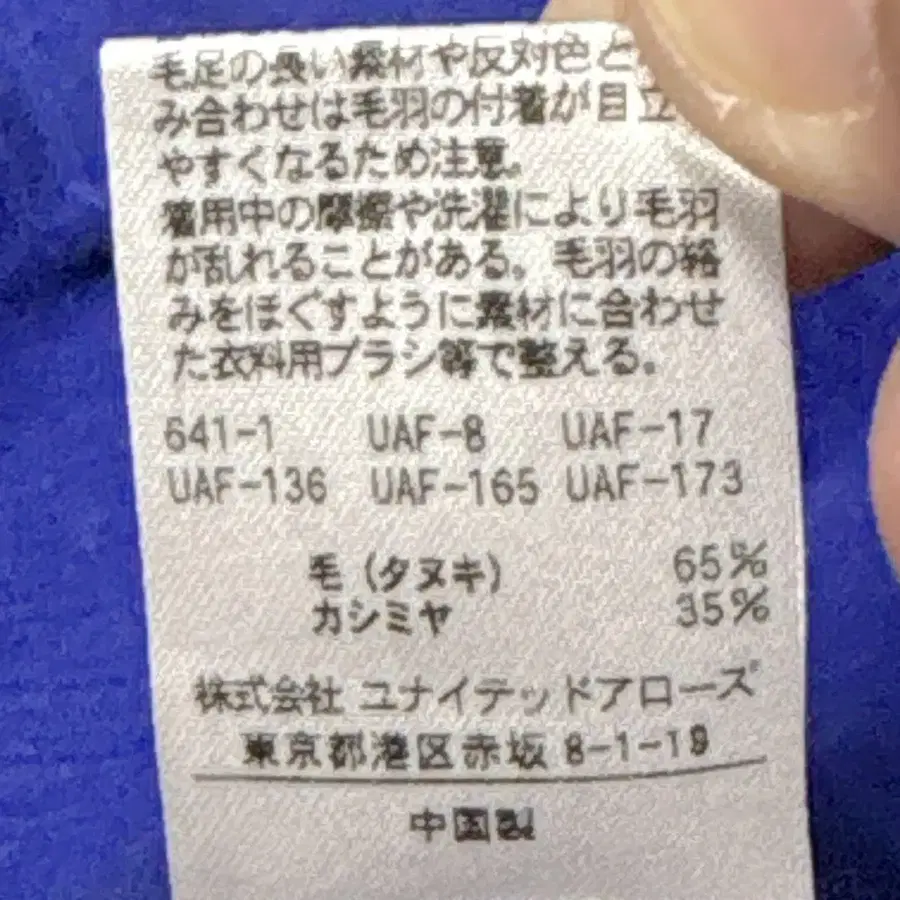 毛足の長い素材や反対色と
み合わせは毛羽の付着が目立
やすくなるため注意。
着用中の摩擦や洗濯により毛羽
が乱れることがある。毛羽の絡
みをほぐすように素材に合わせ
た衣料用ブラシ等で整える。
641-1 UAF-8 UAF-17
UAF-136 UAF-165 UAF-173
毛(タヌキ) 65%
カシミヤ 35%
株式会社 ユナイテッドアローズ
東京都港区赤坂 8-1-19
中国製